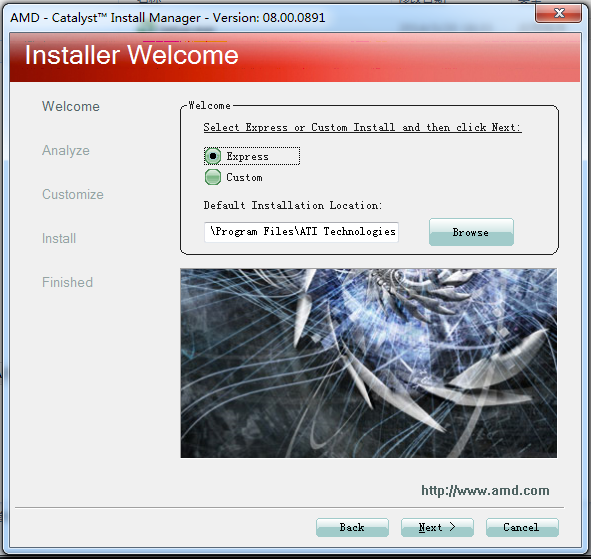 AMD - Catalyst™ Install Manager - Version: 08.00.0891
Installer Welcome
Welcome
Analyze
Customize
Install
Finished
Welcome
Select Express or Custom Install and then click Next:
Express
Custom
Default Installation Location:
\Program Files\ATI Technologies
Browse
http://www.amd.com
Back
Next >
Cancel